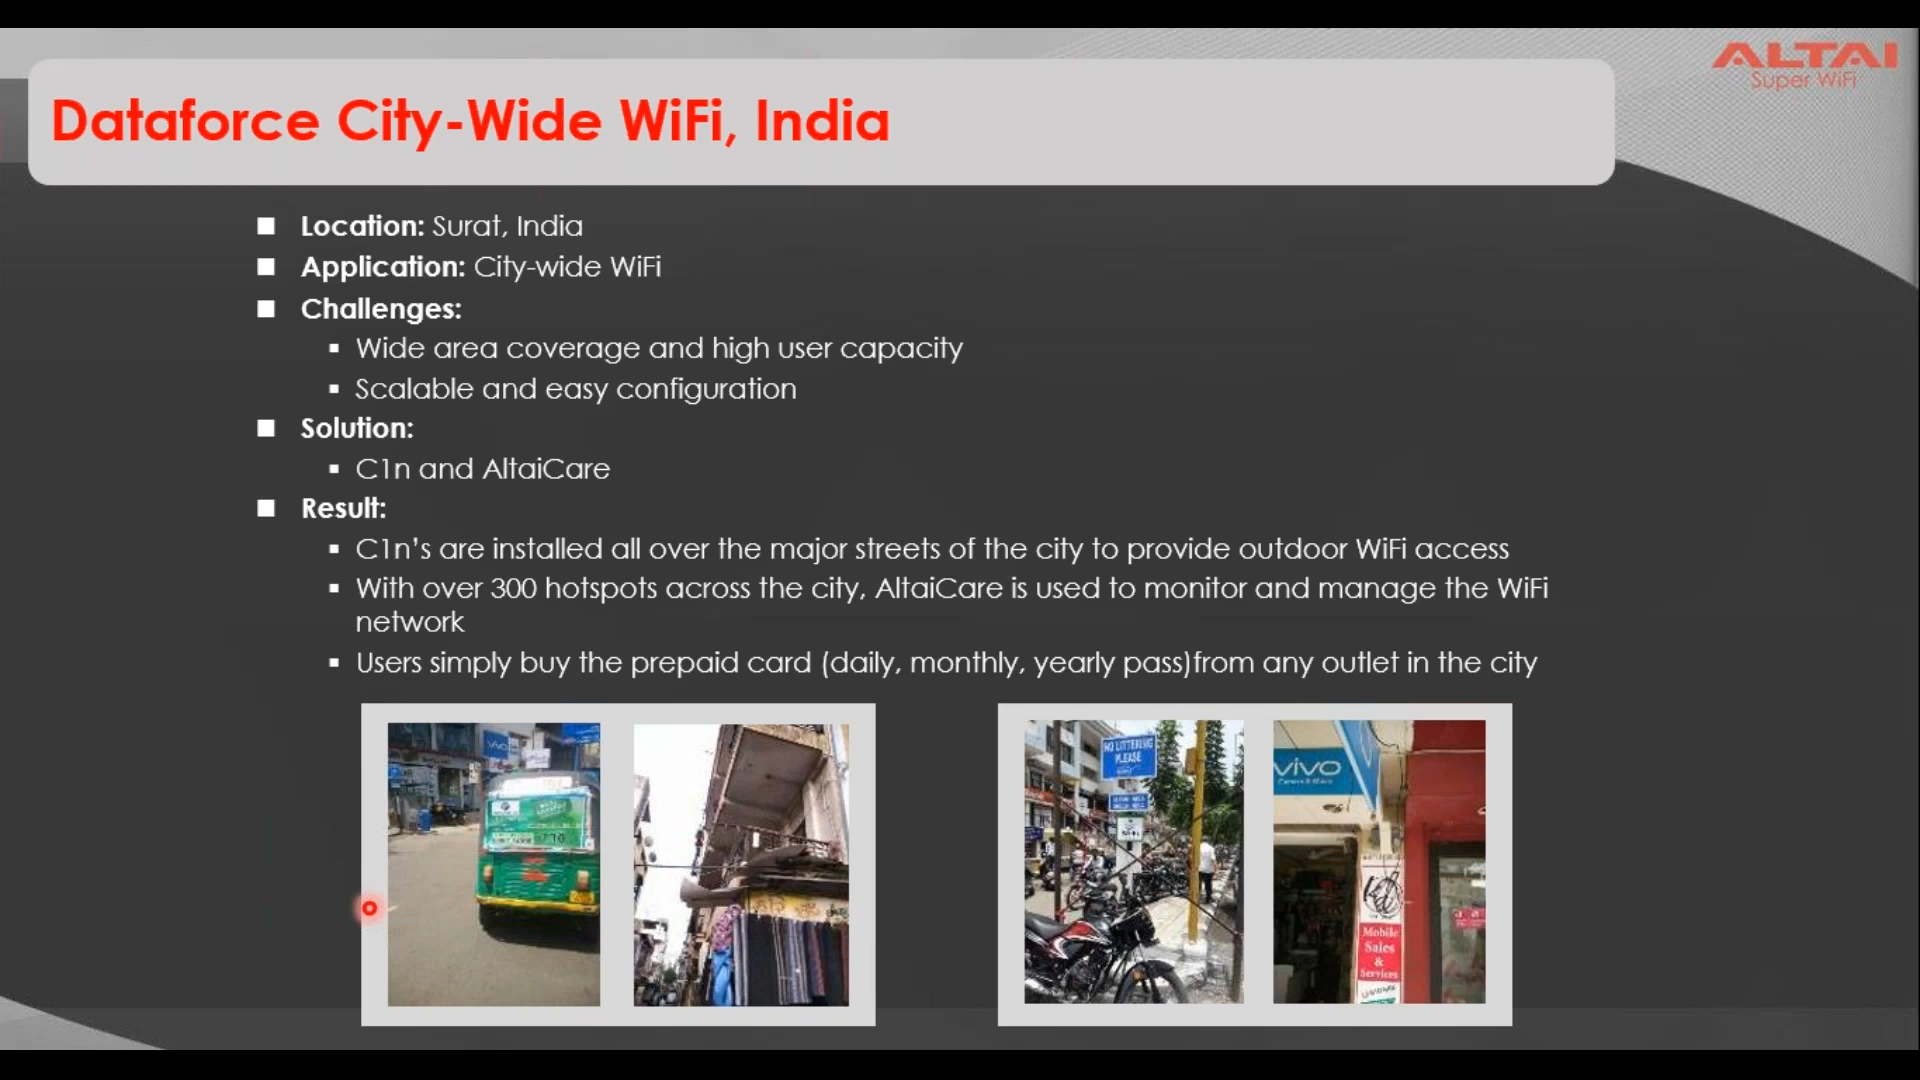 ALTAI
Super WiFi
Dataforce City-Wide WiFi, India
Location: Surat, India
Application: City-wide WiFi
Challenges:
Wide area coverage and high user capacity
Scalable and easy configuration
Solution:
C1n and AltaiCare
Result:
C1n's are installed all over the major streets of the city to provide outdoor WiFi access
With over 300 hotspots across the city, AltaiCare is used to monitor and manage the WiFi
network
Users simply buy the prepaid card (daily, monthly, yearly pass)from any outlet in the city
vivo
NO LITTERING
PLEASE
vivo
Mobile
Sales
&
Services